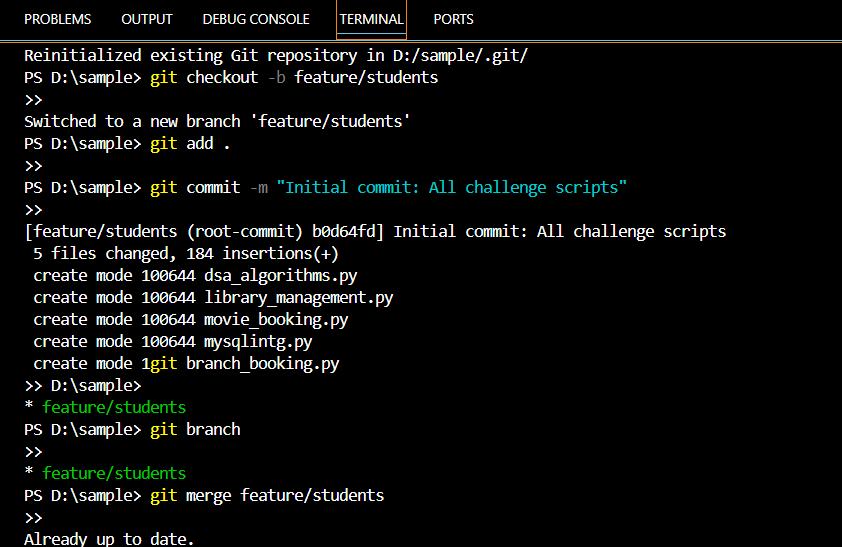 PROBLEMS OUTPUT DEBUG CONSOLE TERMINAL PORTS
Reinitialized existing Git repository in D:/sample/.git/
PS D:\sample> git checkout -b feature/students
>>
Switched to a new branch 'feature/students'
PS D:\sample> git add .
>>
PS D:\sample> git commit -m "Initial commit: All challenge scripts"
>>
[feature/students (root-commit) b0d64fd] Initial commit: All challenge scripts
 5 files changed, 184 insertions(+)
 create mode 100644 dsa_algorithms.py
 create mode 100644 library_management.py
 create mode 100644 movie_booking.py
 create mode 100644 mysqlintg.py
 create mode 1git branch_booking.py
>> D:\sample>
* feature/students
PS D:\sample> git branch
>>
* feature/students
PS D:\sample> git merge feature/students
>>
Already up to date.